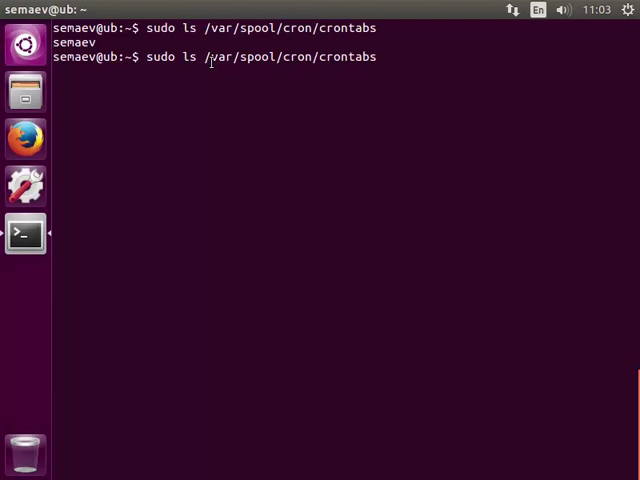 semaev@ub: ~
En
11:03
semaev@ub:~$ sudo ls /var/spool/cron/crontabs
semaev
semaev@ub:~$ sudo ls /var/spool/cron/crontabs
>_